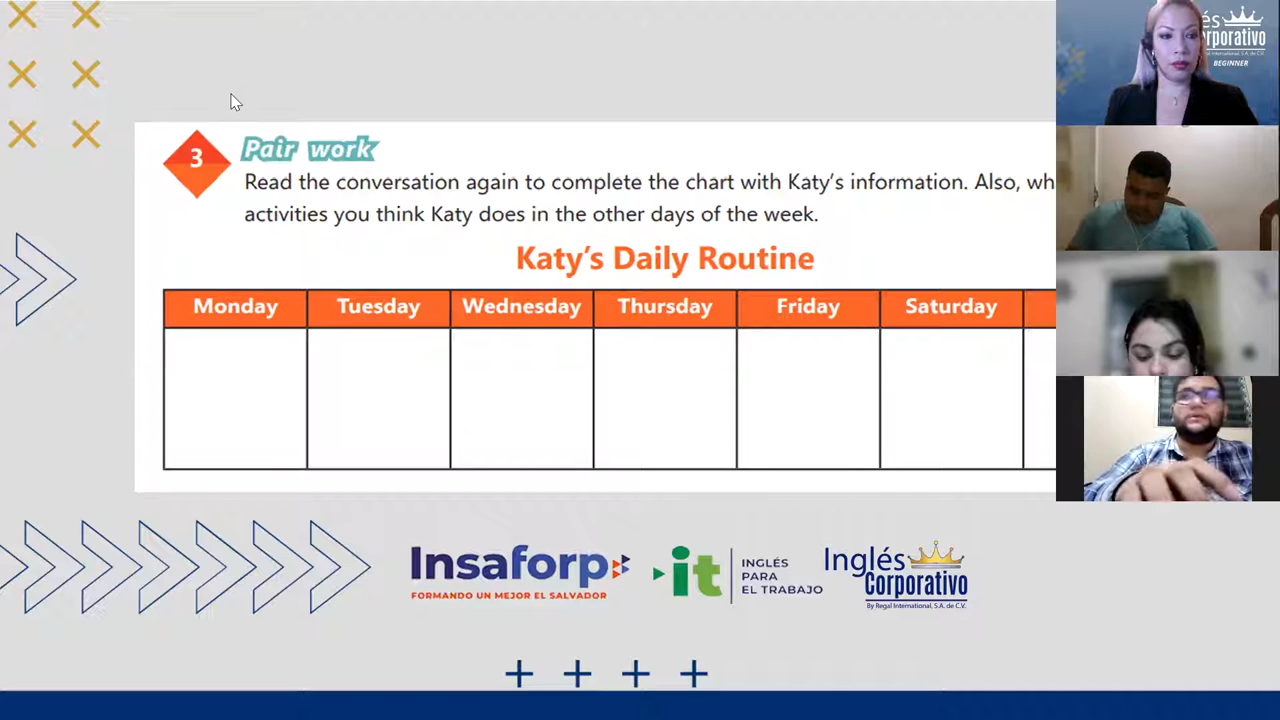 és
orporativo
al International, S.A. de C.V.
BEGINNER
3
Pair work
Read the conversation again to complete the chart with Katy's information. Also, wh
activities you think Katy does in the other days of the week.
Katy's Daily Routine
Monday Tuesday Wednesday Thursday Friday Saturday
Insaforp
FORMANDO UN MEJOR EL SALVADOR
it
INGLÉS
PARA
EL TRABAJO
Inglés
Corporativo
By Regal International, S.A. de C.V.